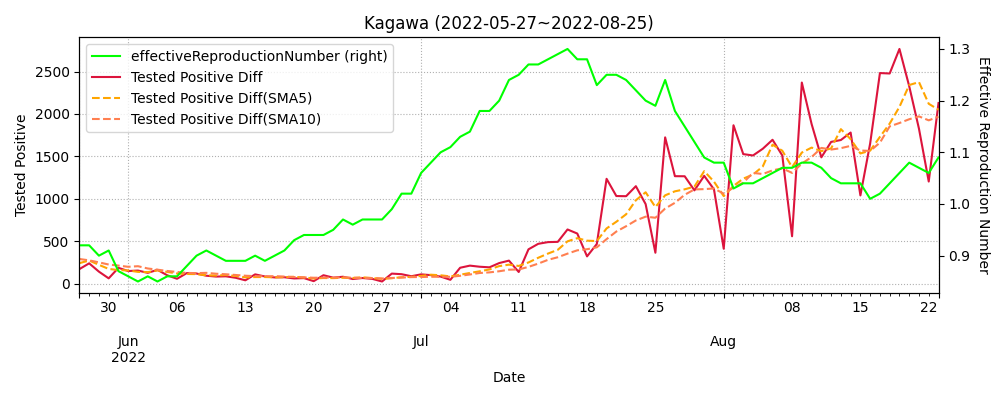 Kagawa (2022-05-27~2022-08-25)
effectiveReproductionNumber (right)
Tested Positive Diff
Tested Positive Diff(SMA5)
Tested Positive Diff(SMA10)
Tested Positive
2500
2000
1500
1000
500
0
1.3
1.2
1.1
1.0
0.9
Effective Reproduction Number
30 06 13 20 27 04 11 18 25 08 15 22
Jun Jul Aug
2022
Date